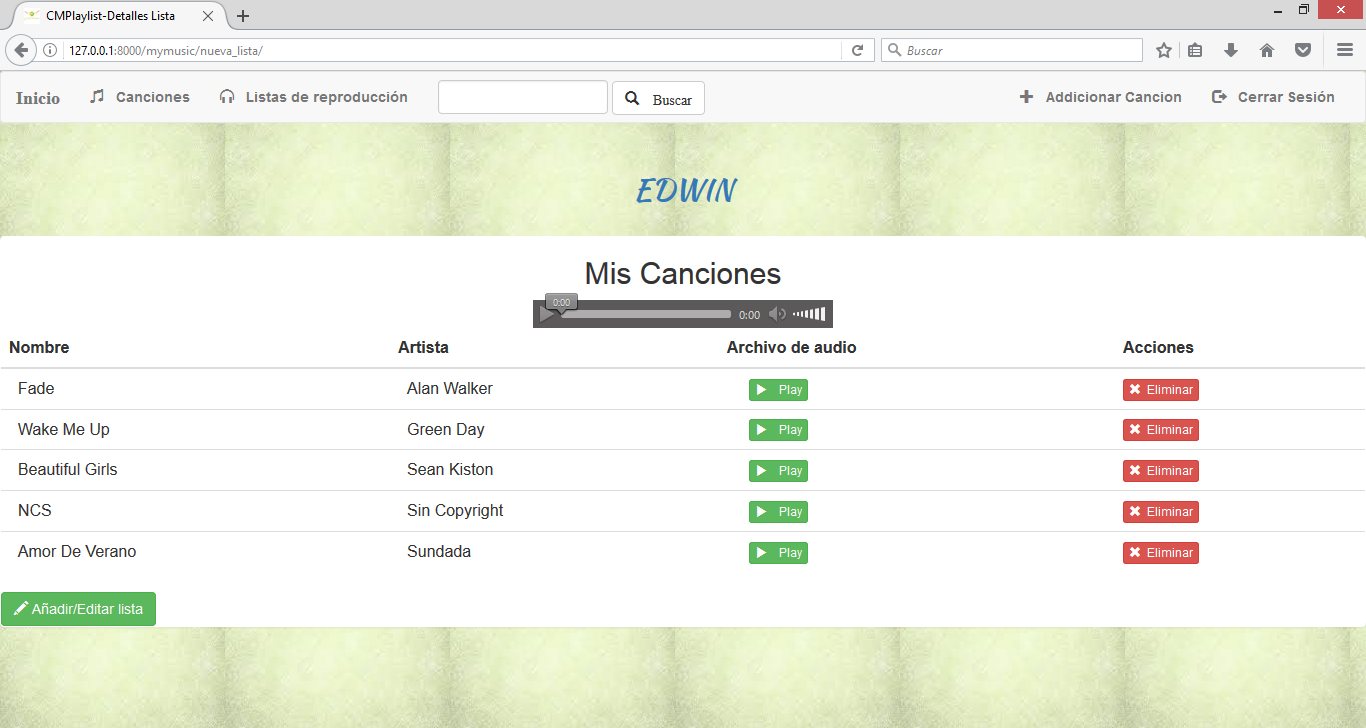 CMPlaylist-Detalles Lista
127.0.0.1:8000/mymusic/nueva_lista/
Buscar
Inicio Canciones Listas de reproducción Buscar Addicionar Cancion Cerrar Sesión
EDWIN
Mis Canciones
0:00
0:00
Nombre Artista Archivo de audio Acciones
Fade Alan Walker Play Eliminar
Wake Me Up Green Day Play Eliminar
Beautiful Girls Sean Kiston Play Eliminar
NCS Sin Copyright Play Eliminar
Amor De Verano Sundada Play Eliminar
Añadir/Editar lista